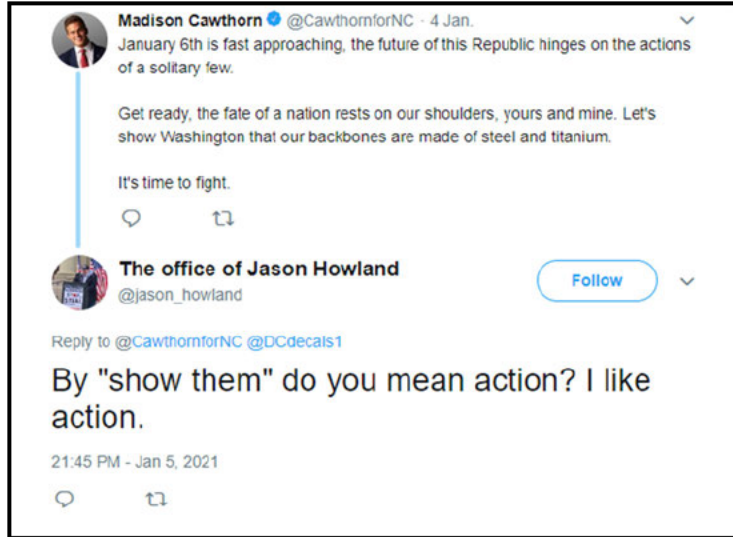 Madison Cawthorn @CawthornforNC · 4 Jan.
January 6th is fast approaching, the future of this Republic hinges on the actions
of a solitary few.
Get ready, the fate of a nation rests on our shoulders, yours and mine. Let's
show Washington that our backbones are made of steel and titanium.
It's time to fight.
The office of Jason Howland
@jason_howland
Follow
Reply to @CawthornforNC @DCdecals1
By "show them" do you mean action? I like
action.
21:45 PM - Jan 5, 2021